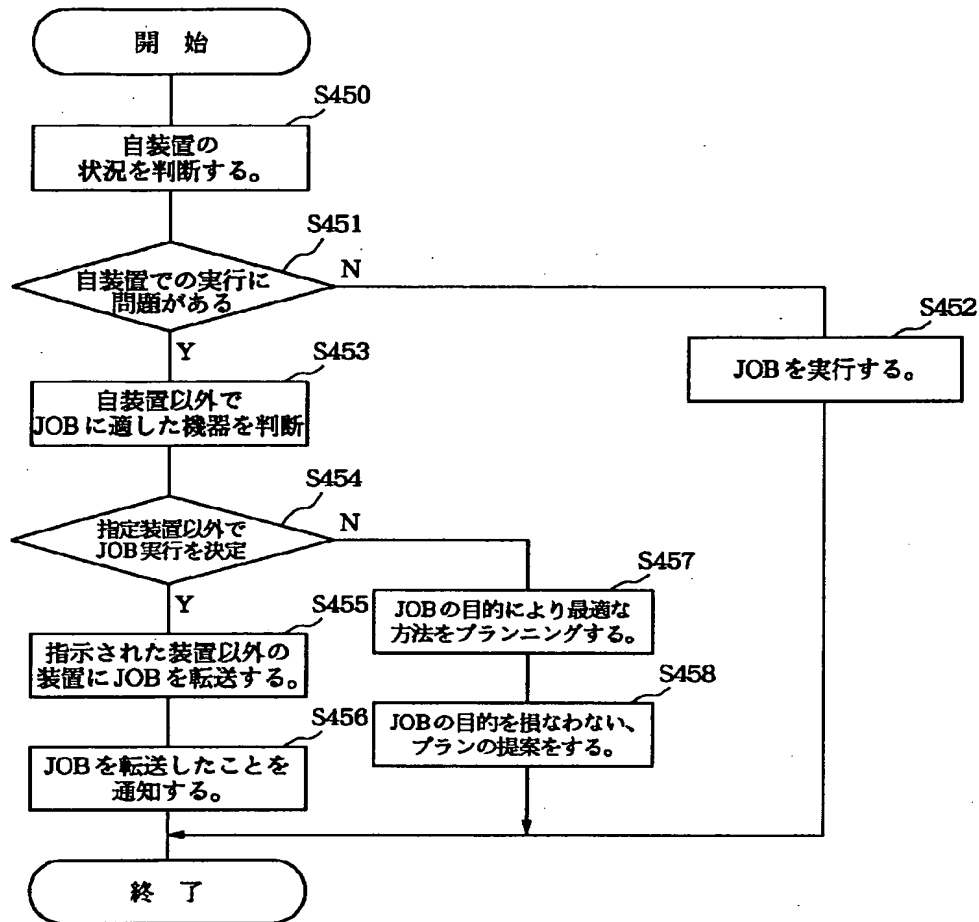 開 始
S450
自装置の
状況を判断する。
S451
自装置での実行に
問題がある
N
Y
S452
JOBを実行する。
S453
自装置以外で
JOBに適した機器を判断
S454
指定装置以外で
JOB実行を決定
N
Y
S455
指示された装置以外の
装置にJOBを転送する。
S456
JOBを転送したことを
通知する。
S457
JOBの目的により最適な
方法をプランニングする。
S458
JOBの目的を損なわない、
プランの提案をする。
終 了